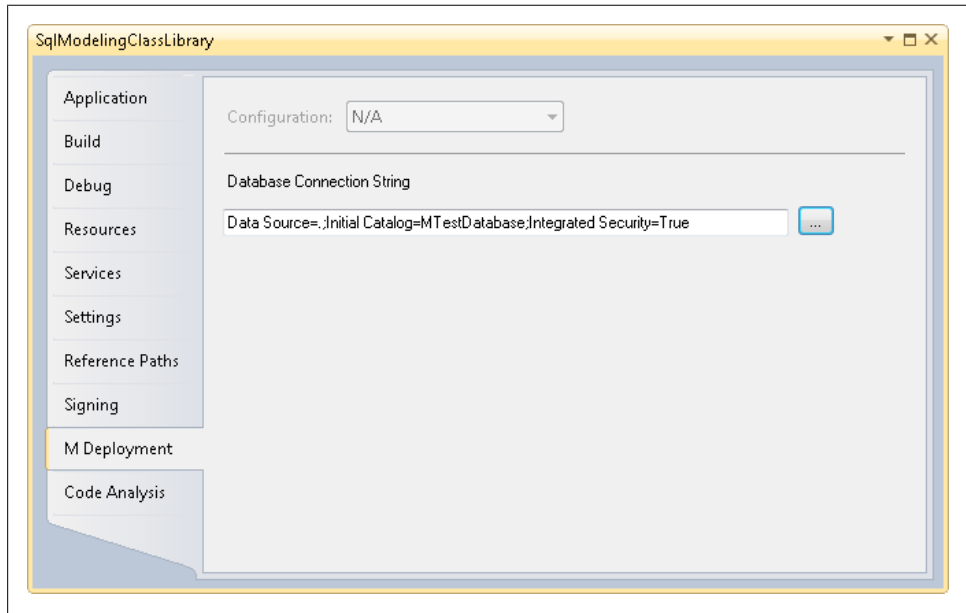 SqlModelingClassLibrary
Application
Build
Debug
Resources
Services
Settings
Reference Paths
Signing
M Deployment
Code Analysis
Configuration: N/A
Database Connection String
Data Source=.;Initial Catalog=MTestDatabase;Integrated Security=True
...